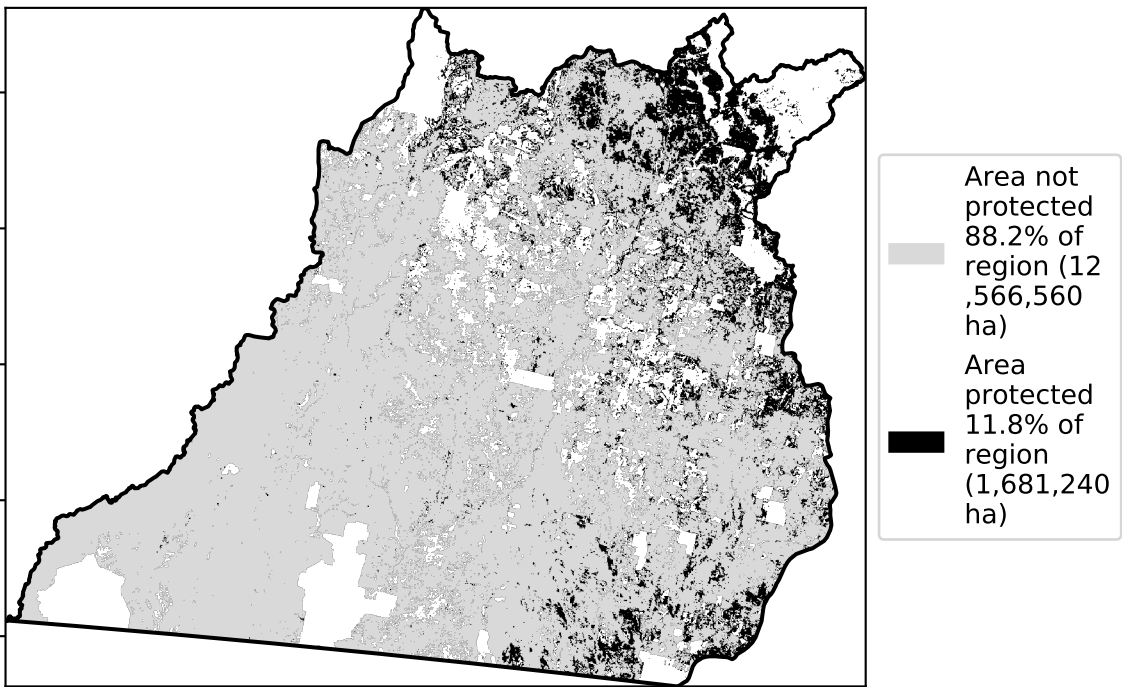 Area not
protected
88.2% of
region (12
,566,560
ha)
Area
protected
11.8% of
region
(1,681,240
ha)